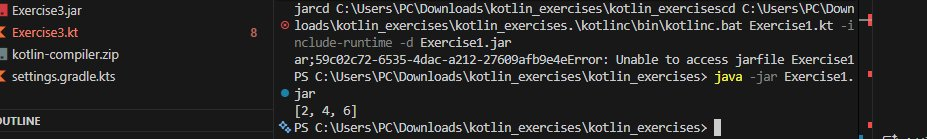 Exercise3.jar
Exercise3.kt 8
kotlin-compiler.zip
settings.gradle.kts
OUTLINE
jarcd C:\Users\PC\Downloads\kotlin_exercises\kotlin_exercisescd C:\Users\PC\Down
loads\kotlin_exercises\kotlin_exercises.\kotlinc\bin\kotlinc.bat Exercise1.kt -i
nclude-runtime -d Exercise1.jar
ar;59c02c72-6535-4dac-a212-27609afb9e4eError: Unable to access jarfile Exercise1
PS C:\Users\PC\Downloads\kotlin_exercises\kotlin_exercises> java -jar Exercise1.
jar
[2, 4, 6]
PS C:\Users\PC\Downloads\kotlin_exercises\kotlin_exercises>